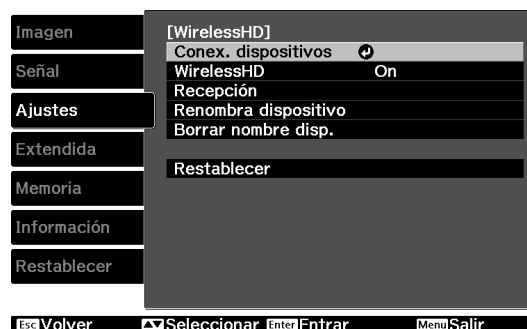 Imagen
Señal
Ajustes
Extendida
Memoria
Información
Restablecer
[WirelessHD]
Conex. dispositivos
WirelessHD On
Recepción
Renombra dispositivo
Borrar nombre disp.
Restablecer
Esc Volver Seleccionar Enter Entrar Menu Salir